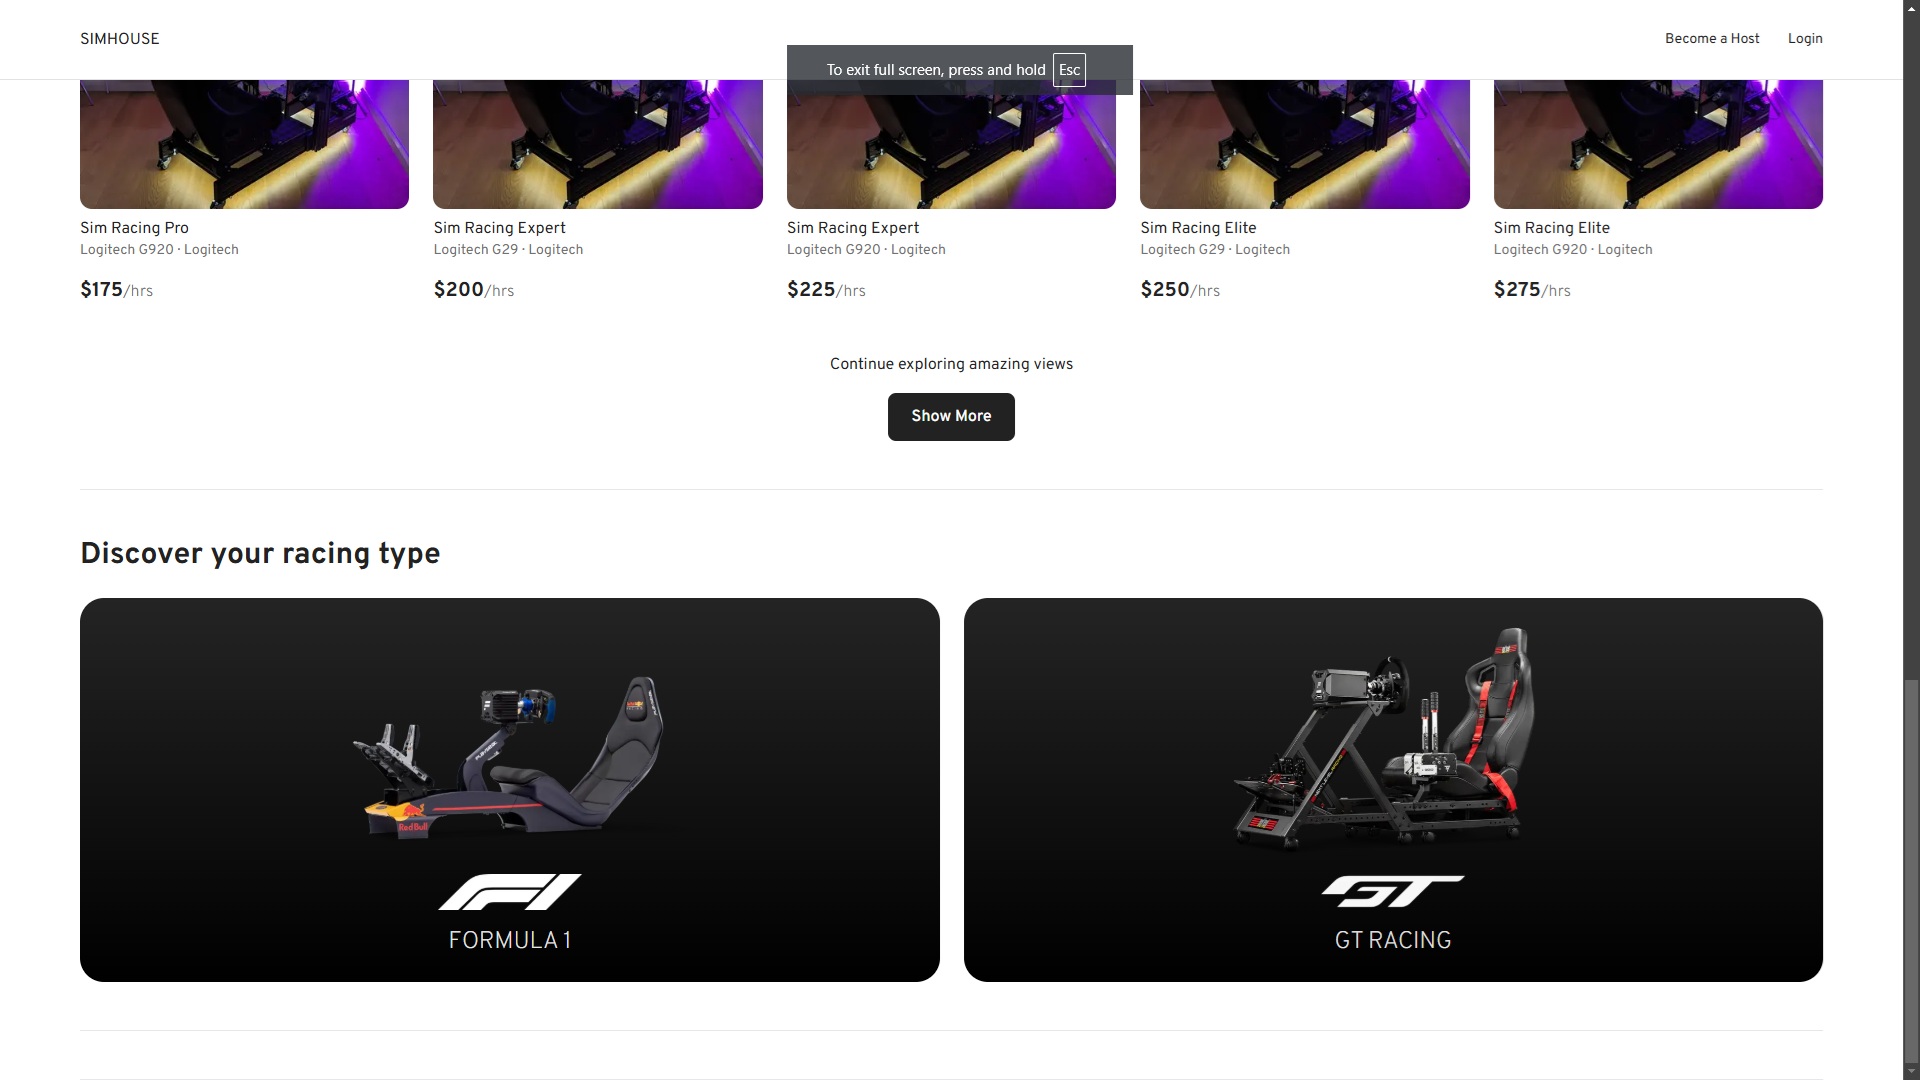 SIMHOUSE
Become a Host
Login
To exit full screen, press and hold Esc
Sim Racing Pro
Logitech G920 · Logitech
$175/hrs
Sim Racing Expert
Logitech G29 · Logitech
$200/hrs
Sim Racing Expert
Logitech G920 · Logitech
$225/hrs
Sim Racing Elite
Logitech G29 · Logitech
$250/hrs
Sim Racing Elite
Logitech G920 · Logitech
$275/hrs
Continue exploring amazing views
Show More
Discover your racing type
Red Bull
F1
FORMULA 1
GT
GT RACING